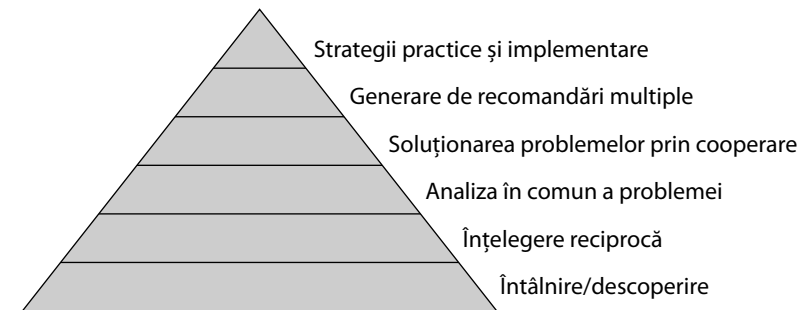 Strategii practice și implementare
Generare de recomandări multiple
Soluționarea problemelor prin cooperare
Analiza în comun a problemei
Înțelegere reciprocă
Întâlnire/descoperire